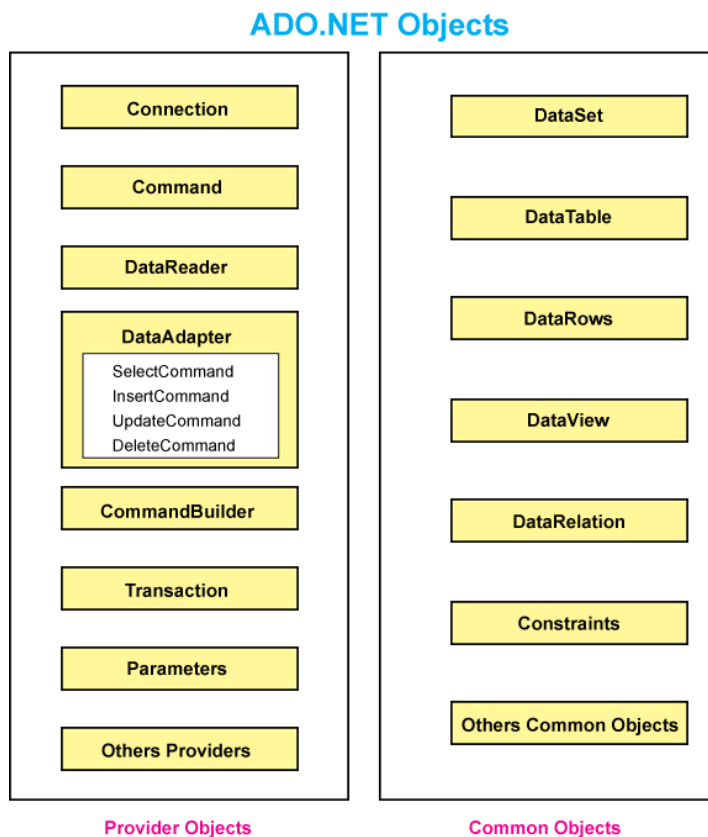 ADO.NET Objects
Connection
Command
DataReader
DataAdapter
SelectCommand
InsertCommand
UpdateCommand
DeleteCommand
CommandBuilder
Transaction
Parameters
Others Providers
Provider Objects
DataSet
DataTable
DataRows
DataView
DataRelation
Constraints
Others Common Objects
Common Objects